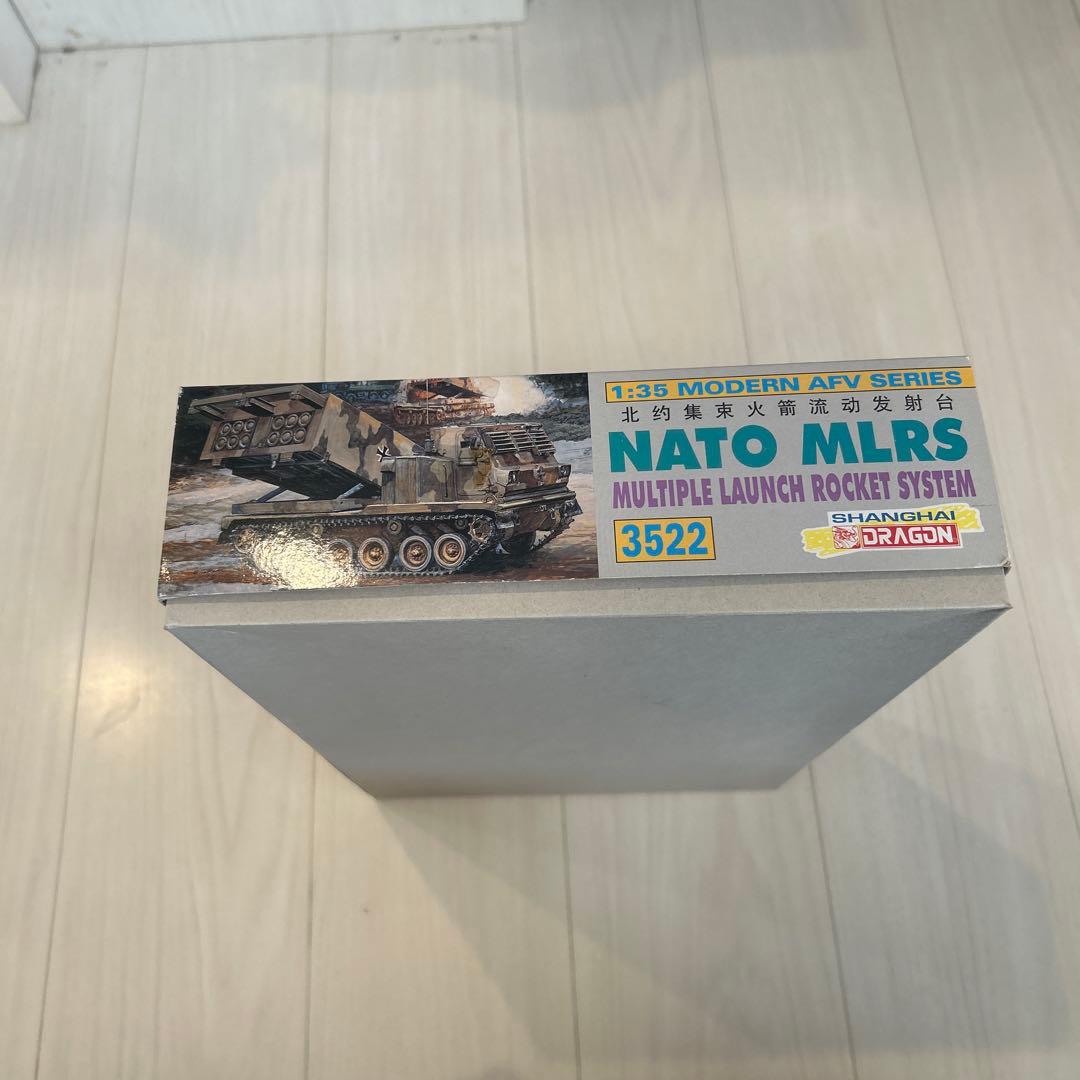 1:35 MODERN AFV SERIES
北约集束火箭流动发射台
NATO MLRS
MULTIPLE LAUNCH ROCKET SYSTEM
3522
SHANGHAI
DRAGON